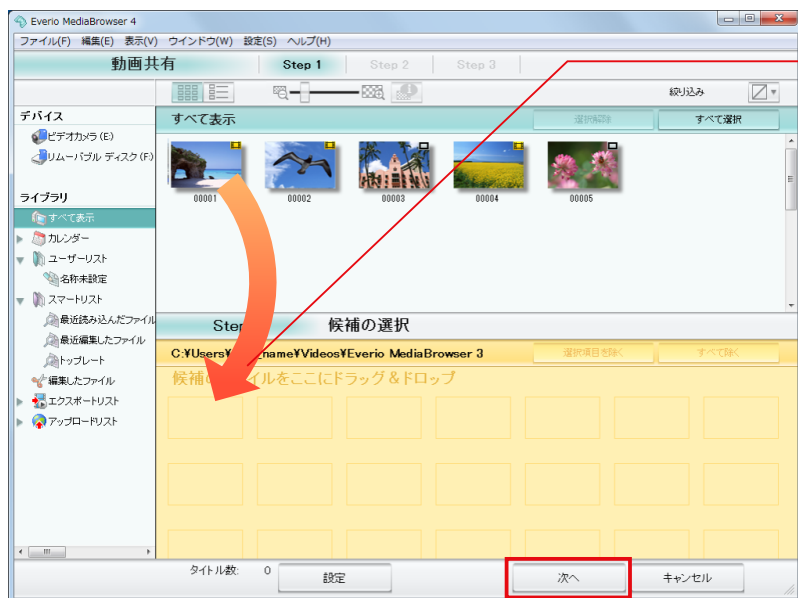 Everio MediaBrowser 4
ファイル(F) 編集(E) 表示(V) ウインドウ(W) 設定(S) ヘルプ(H)
動画共有 Step 1 Step 2 Step 3
絞り込み
デバイス
ビデオカメラ (E)
リムーバブル ディスク (F)
ライブラリ
すべて表示
カレンダー
ユーザーリスト
名称未設定
スマートリスト
最近読み込んだファイル
最近編集したファイル
トップレート
編集したファイル
エクスポートリスト
アップロードリスト
すべて表示 選択解除 すべて選択
00001 00002 00003 00004 00005
Step 候補の選択
C:¥Users¥ _name¥Videos¥Everio MediaBrowser 3 選択項目を除く すべて除く
候補の イルをここにドラッグ&ドロップ
タイトル数: 0 設定 次へ キャンセル